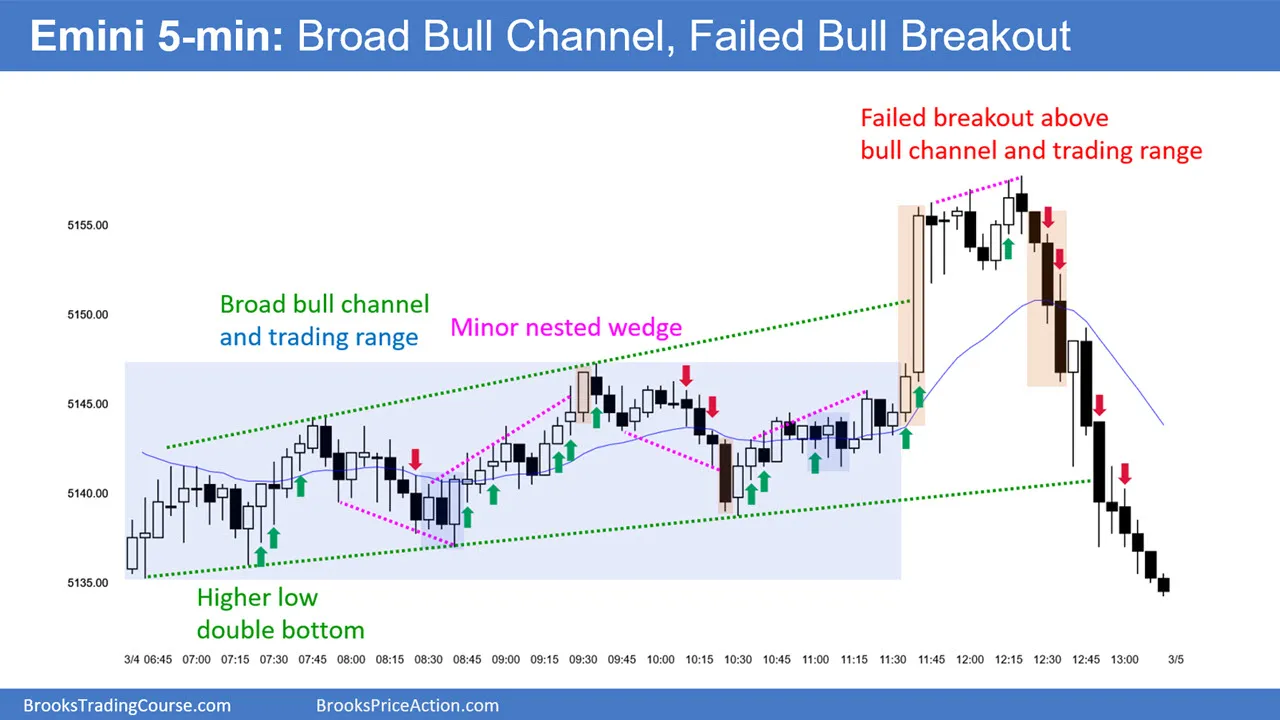 Emini 5-min: Broad Bull Channel, Failed Bull Breakout
Failed breakout above
bull channel and trading range
5155.00
Broad bull channel
and trading range
5150.00
Minor nested wedge
5145.00
5140.00
5135.00
Higher low
double bottom
3/4 06:45 07:00 07:15 07:30 07:45 08:00 08:15 08:30 08:45 09:00 09:15 09:30 09:45 10:00 10:15 10:30 10:45 11:00 11:15 11:30 11:45 12:00 12:15 12:30 12:45 13:00 3/5
BrooksTradingCourse.com BrooksPriceAction.com